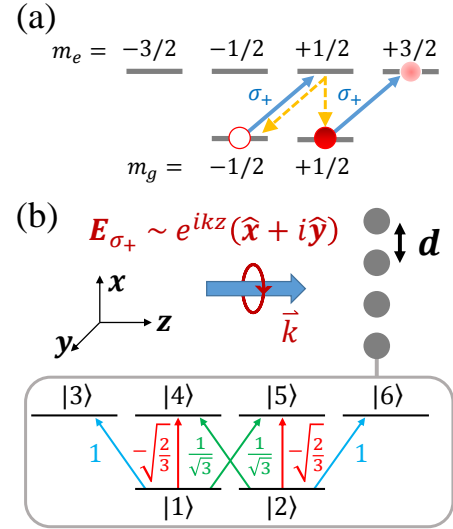 (a)
mₑ = −3/2 −1/2 +1/2 +3/2
σ₊ σ₊
m_g = −1/2 +1/2
(b)
E_σ₊ ~ e^{ikz}(x̂ + iŷ)
d
x
z
y
k⃗
|3⟩ |4⟩ |5⟩ |6⟩
1 −√(2/3) 1/√3 1/√3 −√(2/3) 1
|1⟩ |2⟩